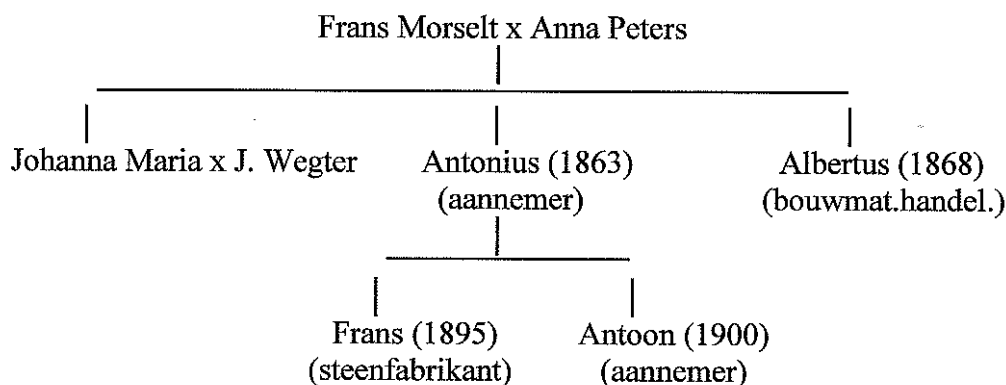 Frans Morselt x Anna Peters
Johanna Maria x J. Wegter
Antonius (1863)
(aannemer)
Albertus (1868)
(bouwmat.handel.)
Frans (1895)
(steenfabrikant)
Antoon (1900)
(aannemer)